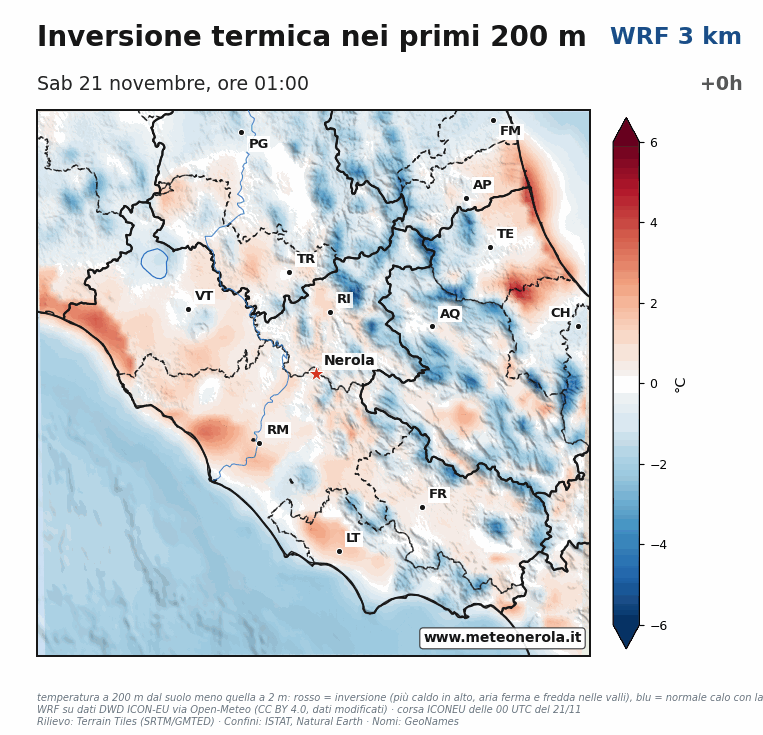 Inversione termica nei primi 200 m
WRF 3 km
Sab 21 novembre, ore 01:00
+0h
PG
FM
AP
TE
TR
RI
VT
AQ
CH
Nerola
RM
FR
LT
6
4
2
0
−2
−4
−6
°C
www.meteonerola.it
temperatura a 200 m dal suolo meno quella a 2 m: rosso = inversione (più caldo in alto, aria ferma e fredda nelle valli), blu = normale calo con la
WRF su dati DWD ICON-EU via Open-Meteo (CC BY 4.0, dati modificati) · corsa ICONEU delle 00 UTC del 21/11
Rilievo: Terrain Tiles (SRTM/GMTED) · Confini: ISTAT, Natural Earth · Nomi: GeoNames